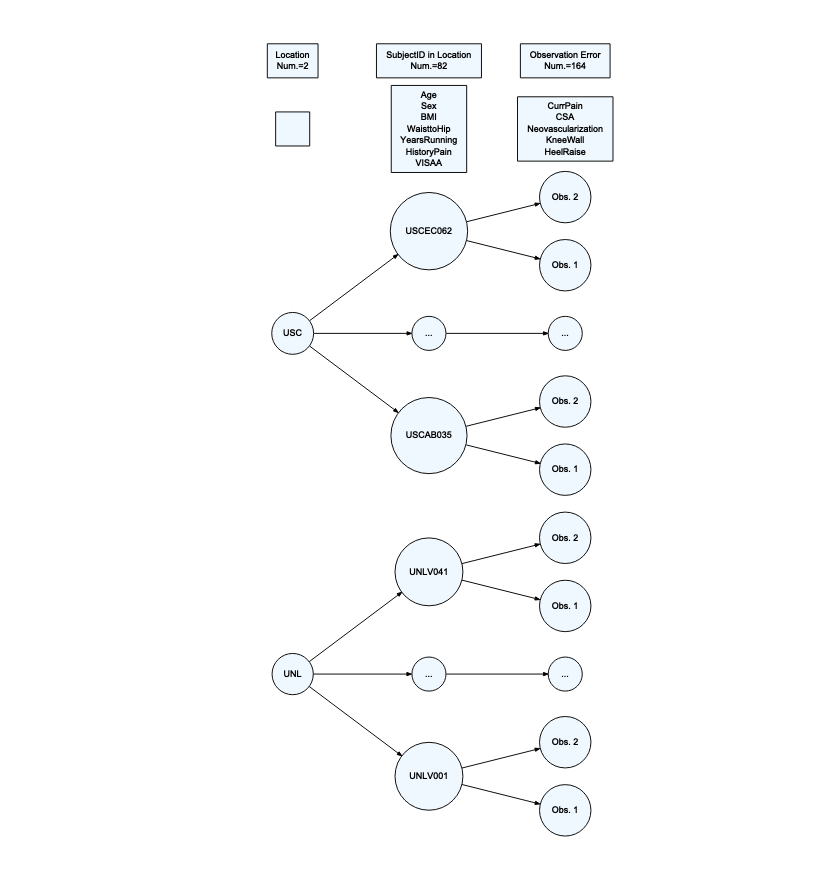 Location
Num.=2
SubjectID in Location
Num.=82
Observation Error
Num.=164
Age
Sex
BMI
WaisttoHip
YearsRunning
HistoryPain
VISAA
CurrPain
CSA
Neovascularization
KneeWall
HeelRaise
Obs. 2
USCEC062
Obs. 1
USC
...
...
Obs. 2
USCAB035
Obs. 1
Obs. 2
UNLV041
Obs. 1
UNL
...
...
Obs. 2
UNLV001
Obs. 1